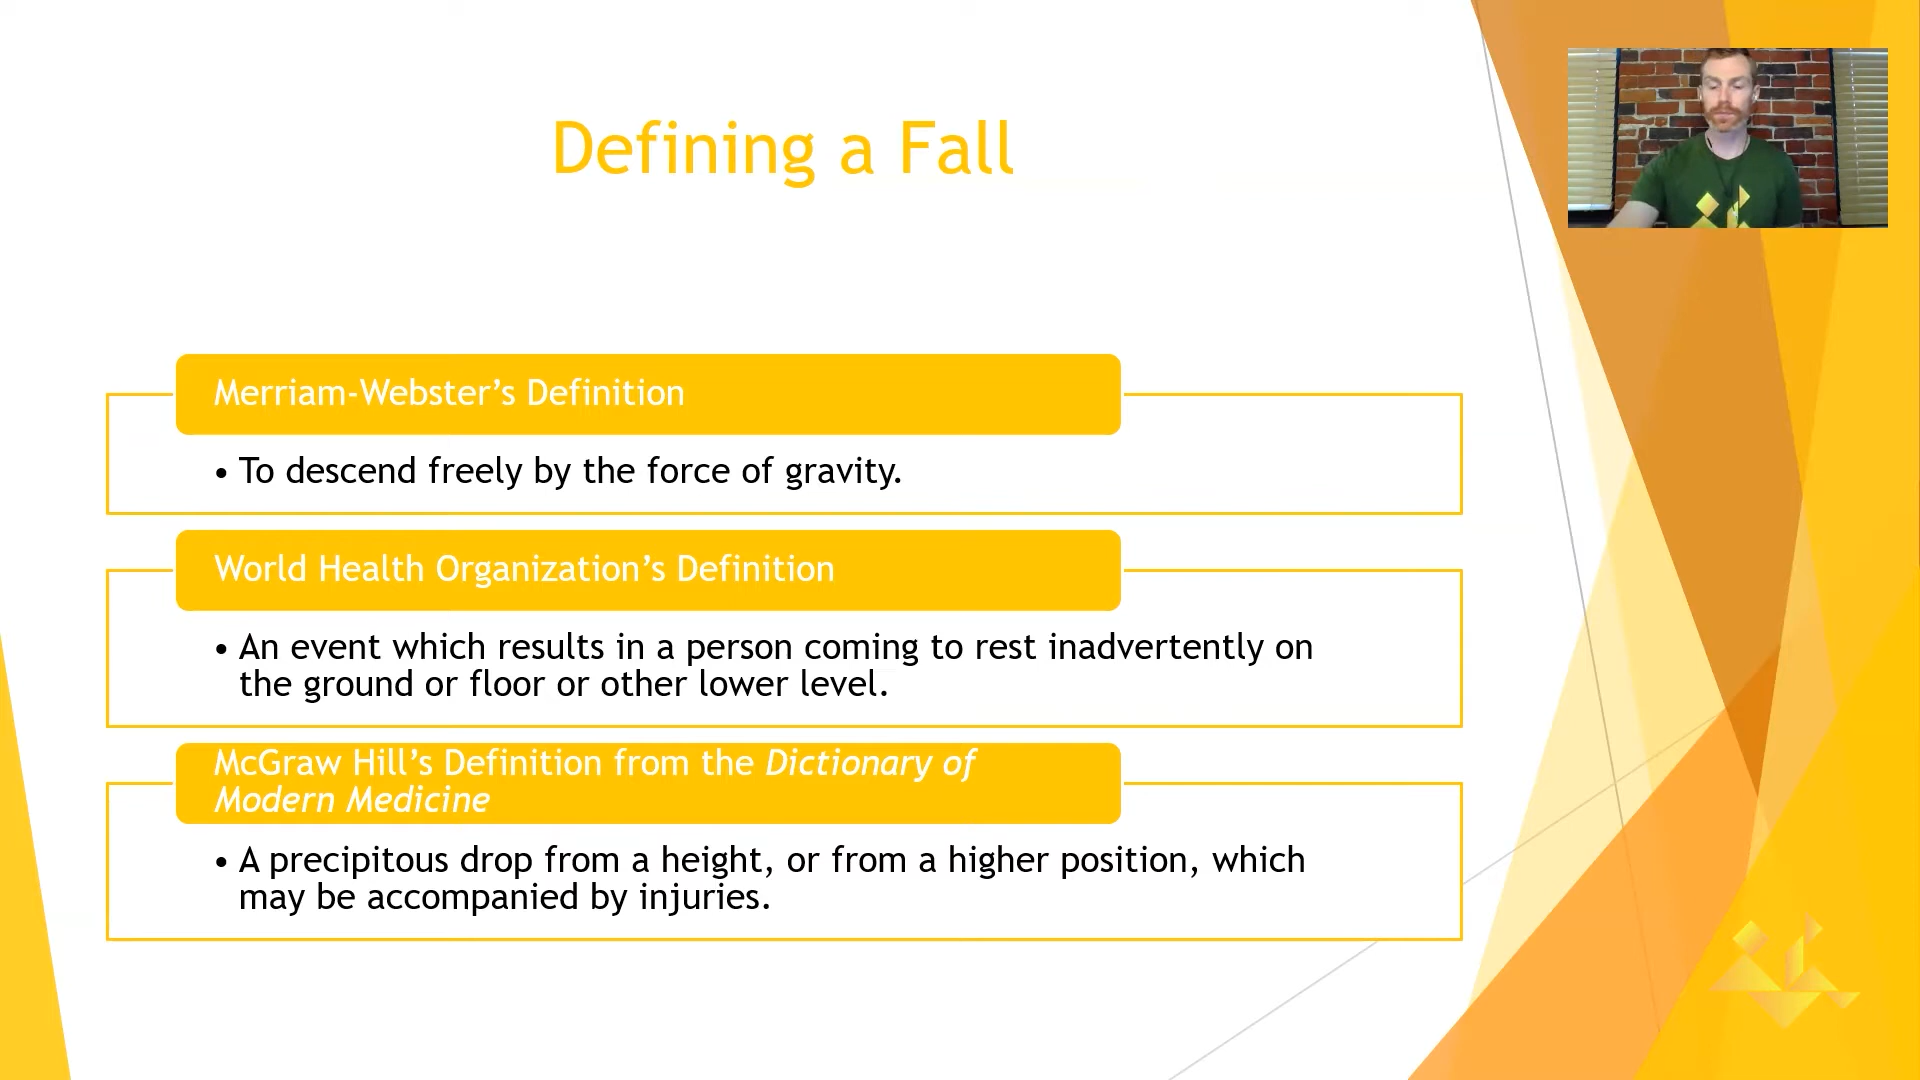 Defining a Fall
Merriam-Webster’s Definition
• To descend freely by the force of gravity.
World Health Organization’s Definition
• An event which results in a person coming to rest inadvertently on
the ground or floor or other lower level.
McGraw Hill’s Definition from the Dictionary of
Modern Medicine
• A precipitous drop from a height, or from a higher position, which
may be accompanied by injuries.